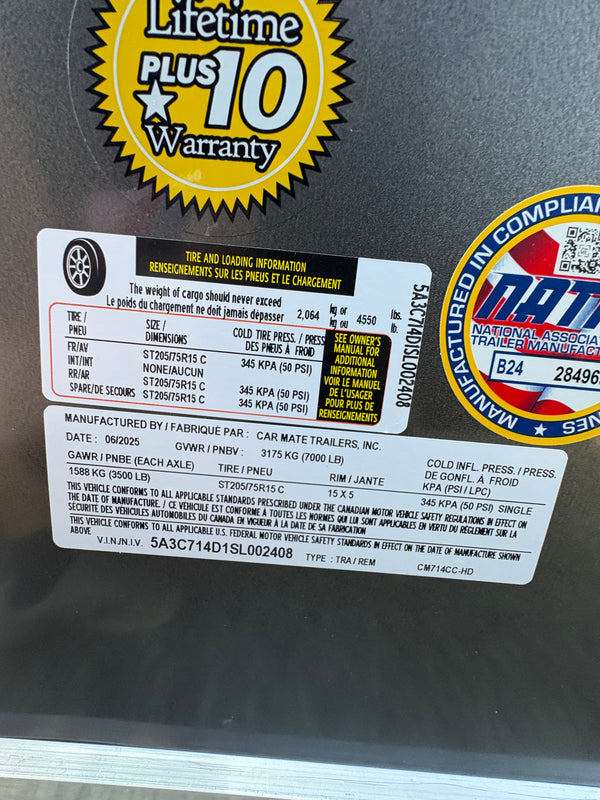 Lifetime
PLUS 10
Warranty
TIRE AND LOADING INFORMATION
RENSEIGNEMENTS SUR LES PNEUS ET LE CHARGEMENT
The weight of cargo should never exceed 2,064 kg or 4550 lbs.
Le poids du chargement ne doit jamais dépasser kg ou lb.
TIRE / PNEU SIZE / DIMENSIONS COLD TIRE PRESS. / PRESS DES PNEUS À FROID
FR/AV ST205/75R15 C 345 KPA (50 PSI)
INT/INT NONE/AUCUN
RR/AR ST205/75R15 C 345 KPA (50 PSI)
SPARE/DE SECOURS ST205/75R15 C 345 KPA (50 PSI)
SEE OWNER'S
MANUAL FOR
ADDITIONAL
INFORMATION
VOIR LE MANUEL
DE L'USAGER
POUR PLUS DE
RENSEIGNEMENTS
5A3C714D1SL002408
MANUFACTURED BY / FABRIQUÉ PAR : CAR MATE TRAILERS, INC.
DATE : 06/2025 GVWR / PNBV : 3175 KG (7000 LB)
GAWR / PNBE (EACH AXLE) TIRE / PNEU RIM / JANTE COLD INFL. PRESS. / PRESS. DE GONFL. À FROID KPA (PSI / LPC)
1588 KG (3500 LB) ST205/75R15 C 15 X 5 345 KPA (50 PSI) SINGLE
THIS VEHICLE CONFORMS TO ALL APPLICABLE STANDARDS PRESCRIBED UNDER THE CANADIAN MOTOR VEHICLE SAFETY REGULATIONS IN EFFECT ON
THE DATE OF MANUFACTURE. / CE VEHICULE EST CONFORME À TOUTES LES NORMES QUI LUI SONT APPLICABLES EN VERTU DU RÈGLEMENT SUR LA
SÉCURITE DES VÉHICULES AUTOMOBILES DU CANADA EN VIGUEUR À LA DATE DE SA FABRICATION
THIS VEHICLE CONFORMS TO ALL APPLICABLE U.S. FEDERAL MOTOR VEHICLE SAFETY STANDARDS IN EFFECT ON THE DATE OF MANUFACTURE SHOWN
ABOVE
V.I.N./N.I.V. 5A3C714D1SL002408 TYPE : TRA / REM CM714CC-HD
MANUFACTURED IN COMPLIAN
NAT
NATIONAL ASSOCIA
TRAILER MANUFACT
B24 28496
MANUFA
NES